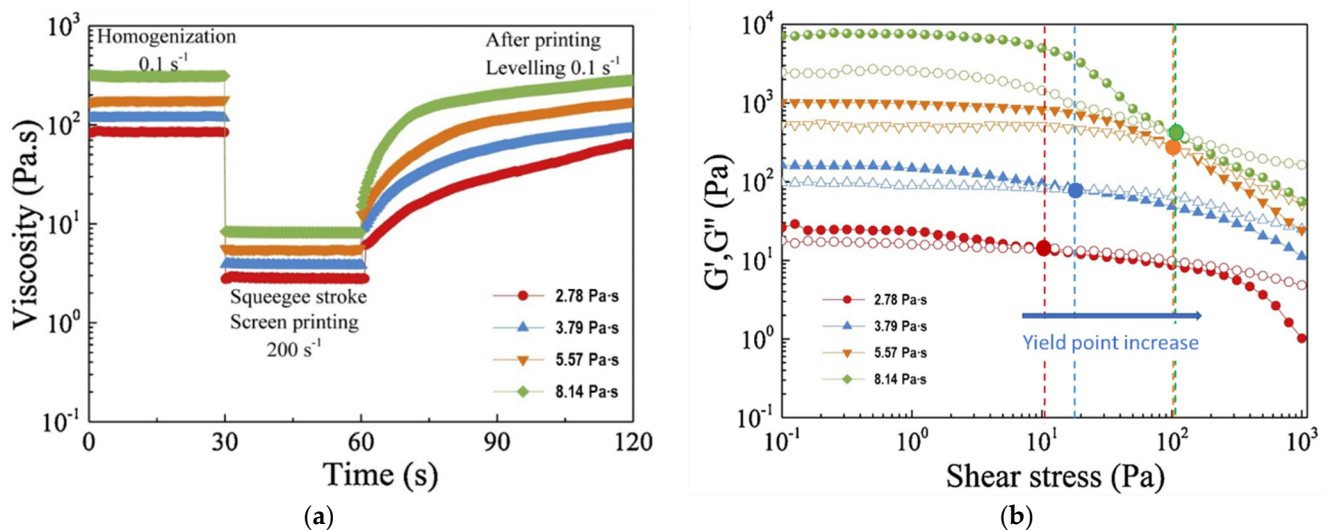 Homogenization
0.1 s⁻¹
After printing
Levelling 0.1 s⁻¹
Squeegee stroke
Screen printing
200 s⁻¹
2.78 Pa·s
3.79 Pa·s
5.57 Pa·s
8.14 Pa·s
Viscosity (Pa.s)
10³
10²
10¹
10⁰
10⁻¹
0 30 60 90 120
Time (s)
(a)
G',G'' (Pa)
10⁴
10³
10²
10¹
10⁰
10⁻¹
2.78 Pa·s
3.79 Pa·s
5.57 Pa·s
8.14 Pa·s
Yield point increase
10⁻¹ 10⁰ 10¹ 10² 10³
Shear stress (Pa)
(b)